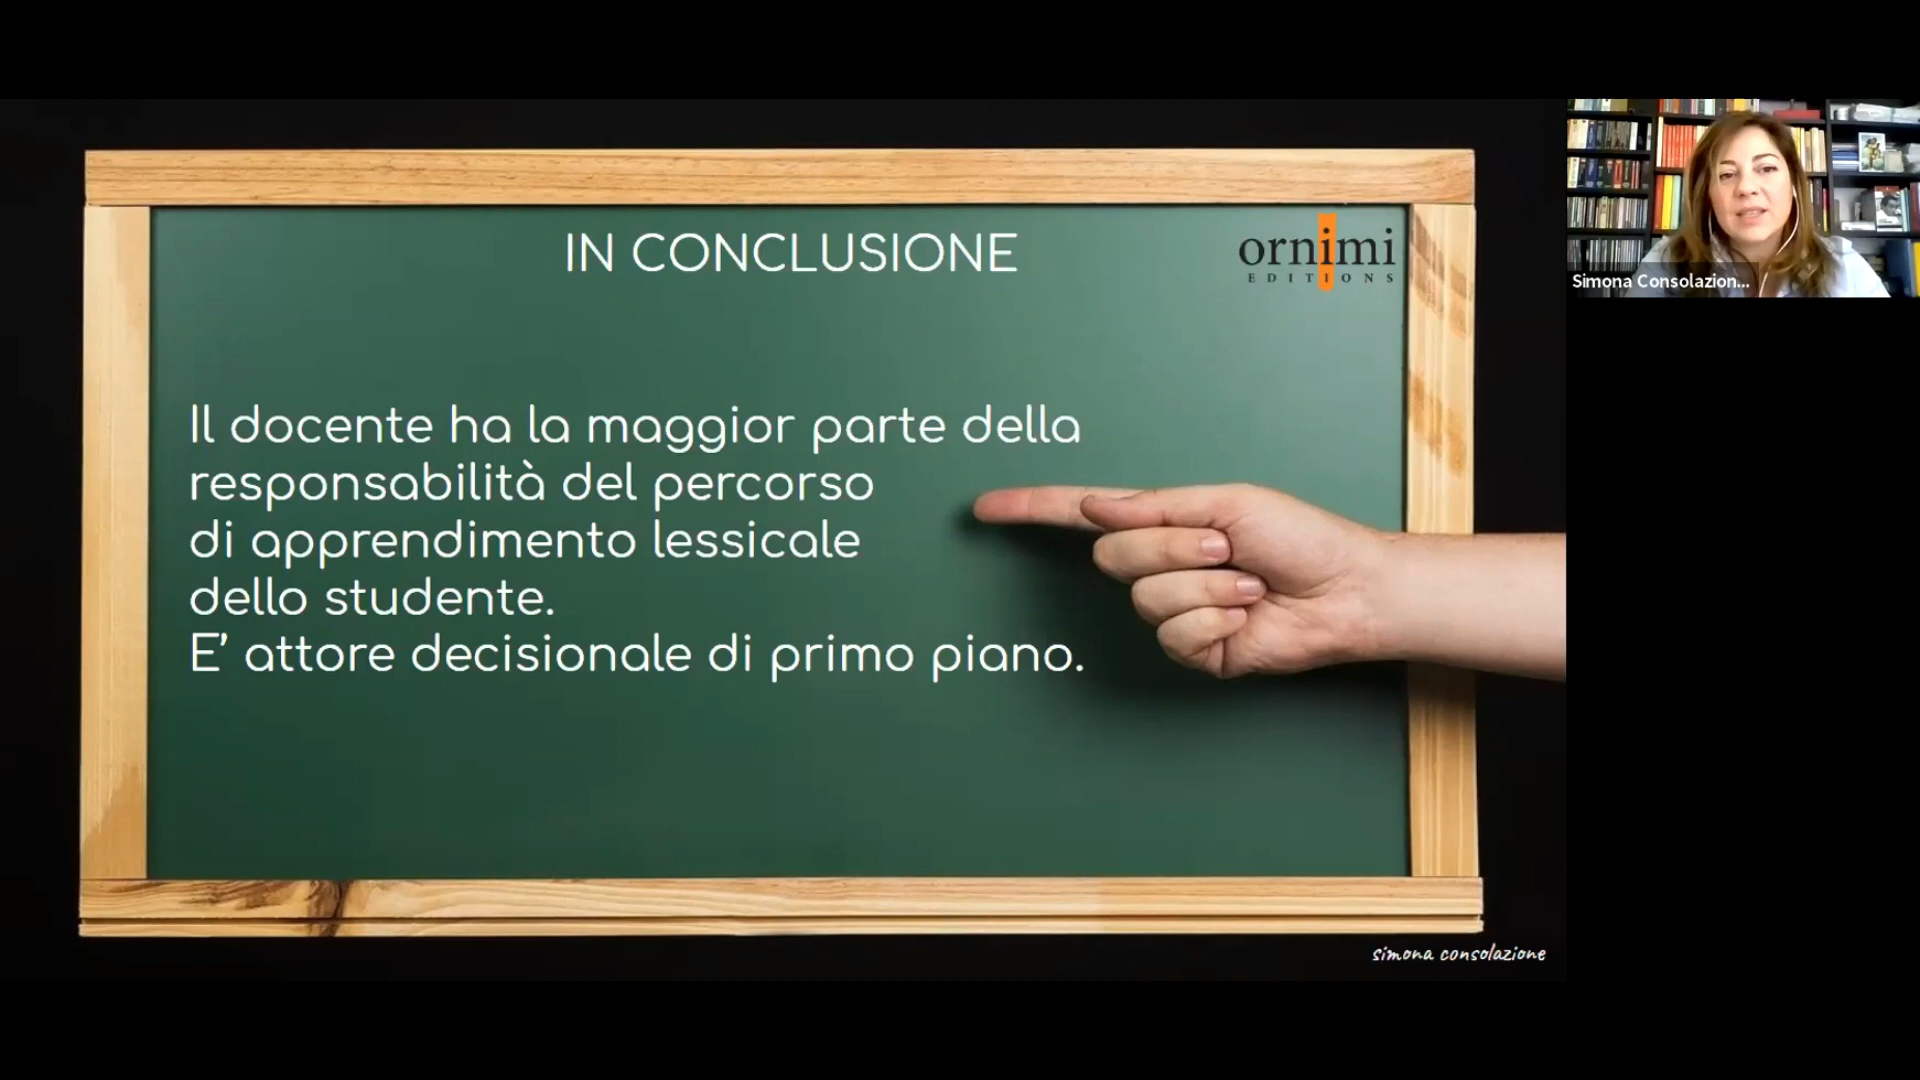 IN CONCLUSIONE
ornimi
EDITIONS
Il docente ha la maggior parte della
responsabilità del percorso
di apprendimento lessicale
dello studente.
E’ attore decisionale di primo piano.
simona consolazione
Simona Consolazion...